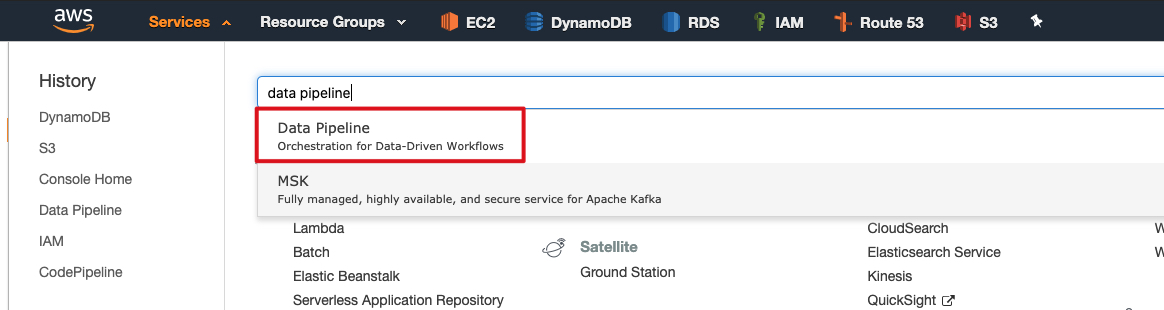 aws Services Resource Groups EC2 DynamoDB RDS IAM Route 53 S3
History
DynamoDB
S3
Console Home
Data Pipeline
IAM
CodePipeline
data pipeline
Data Pipeline
Orchestration for Data-Driven Workflows
MSK
Fully managed, highly available, and secure service for Apache Kafka
Lambda
Batch
Elastic Beanstalk
Serverless Application Repository
Satellite
Ground Station
CloudSearch
Elasticsearch Service
Kinesis
QuickSight